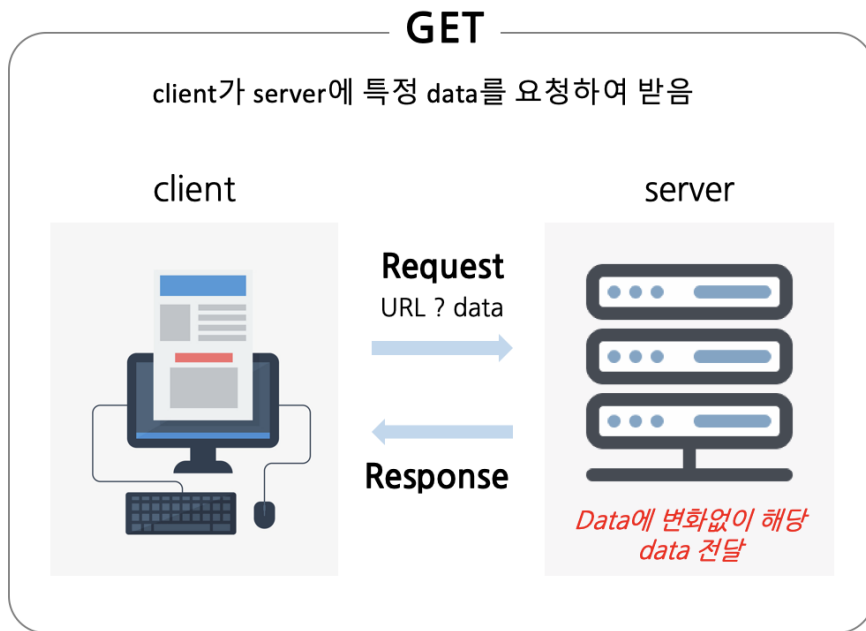 GET
client가 server에 특정 data를 요청하여 받음
client
server
Request
URL ? data
Response
Data에 변화없이 해당
data 전달